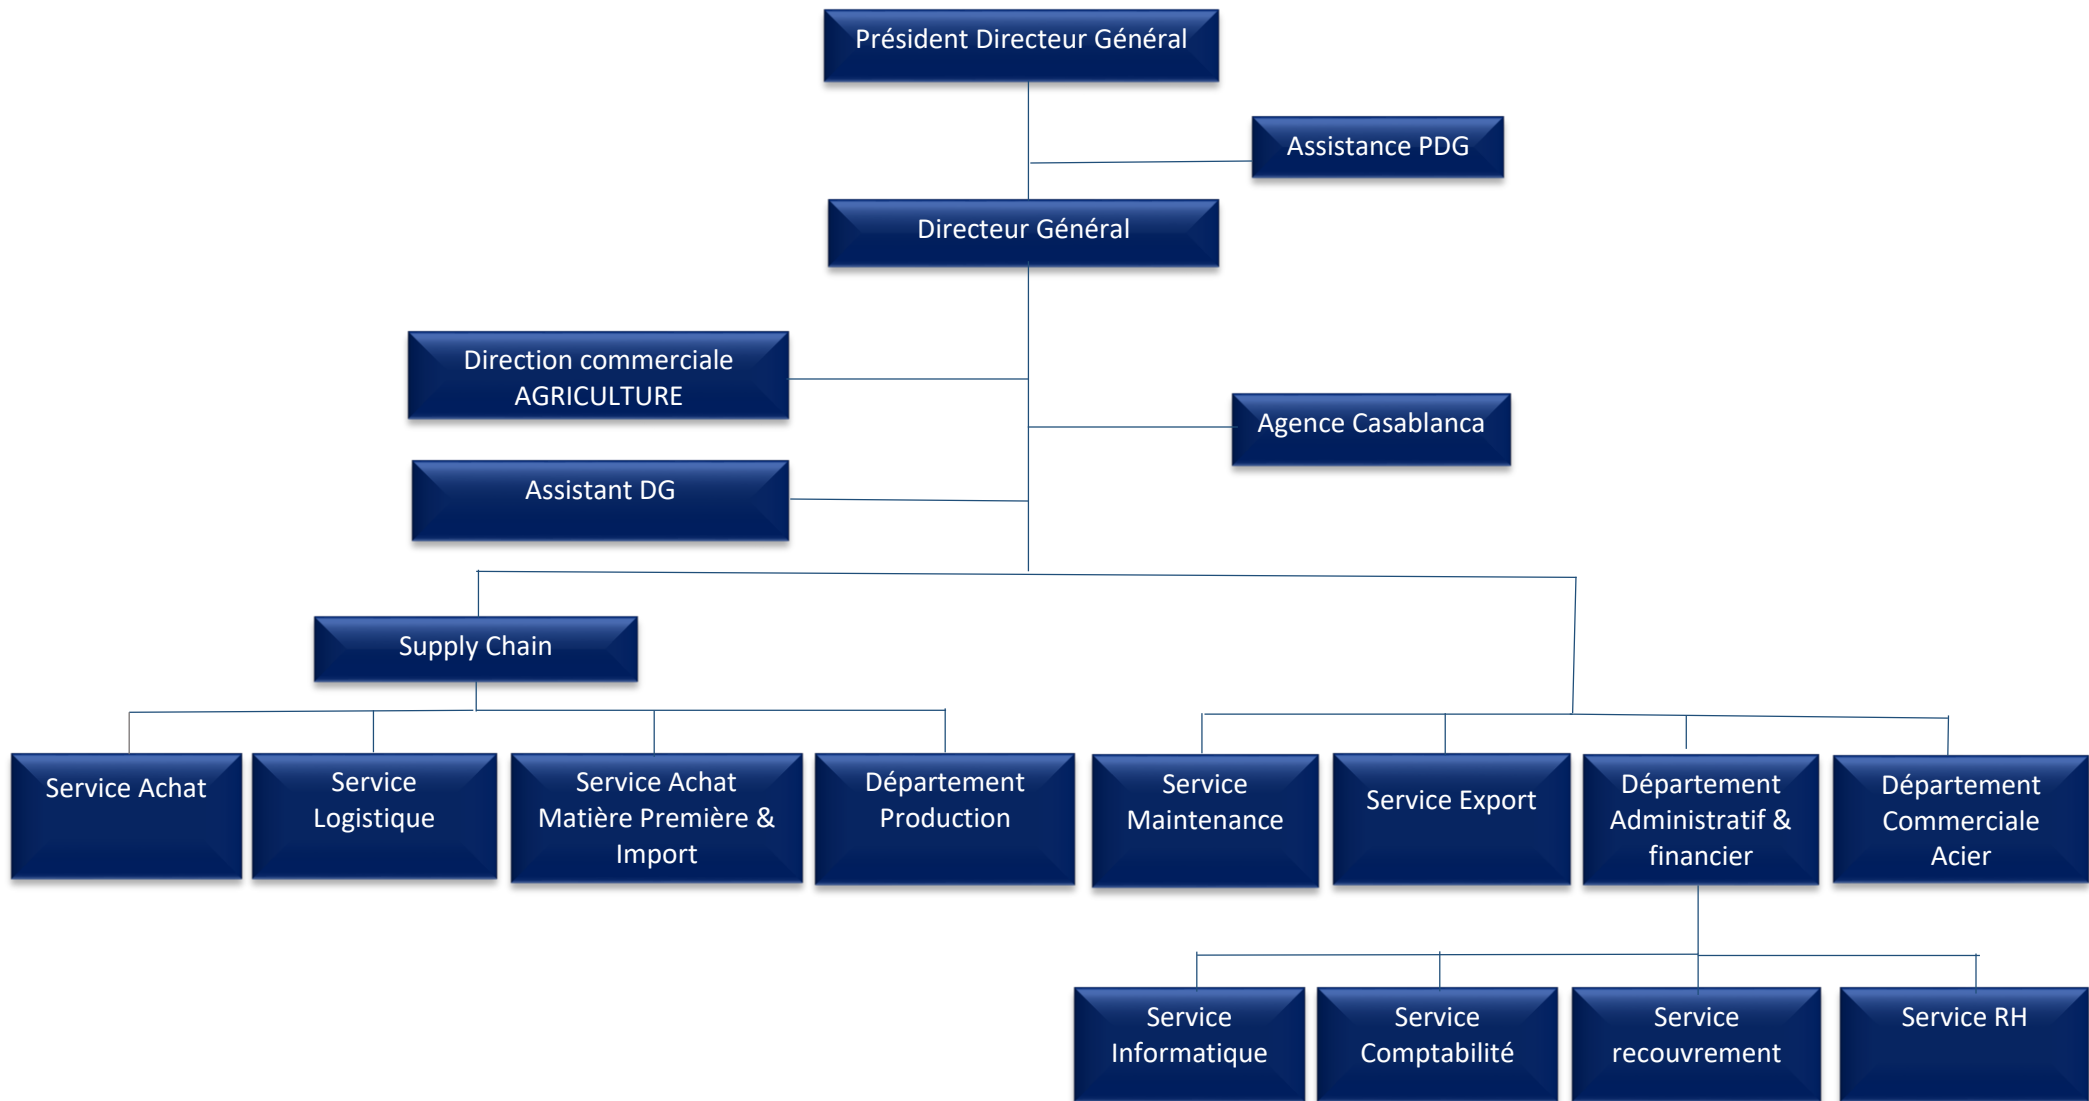 Président Directeur Général
Assistance PDG
Directeur Général
Direction commerciale
AGRICULTURE
Agence Casablanca
Assistant DG
Supply Chain
Service Achat
Service
Logistique
Service Achat
Matière Première &
Import
Département
Production
Service
Maintenance
Service Export
Département
Administratif &
financier
Département
Commerciale
Acier
Service
Informatique
Service
Comptabilité
Service
recouvrement
Service RH